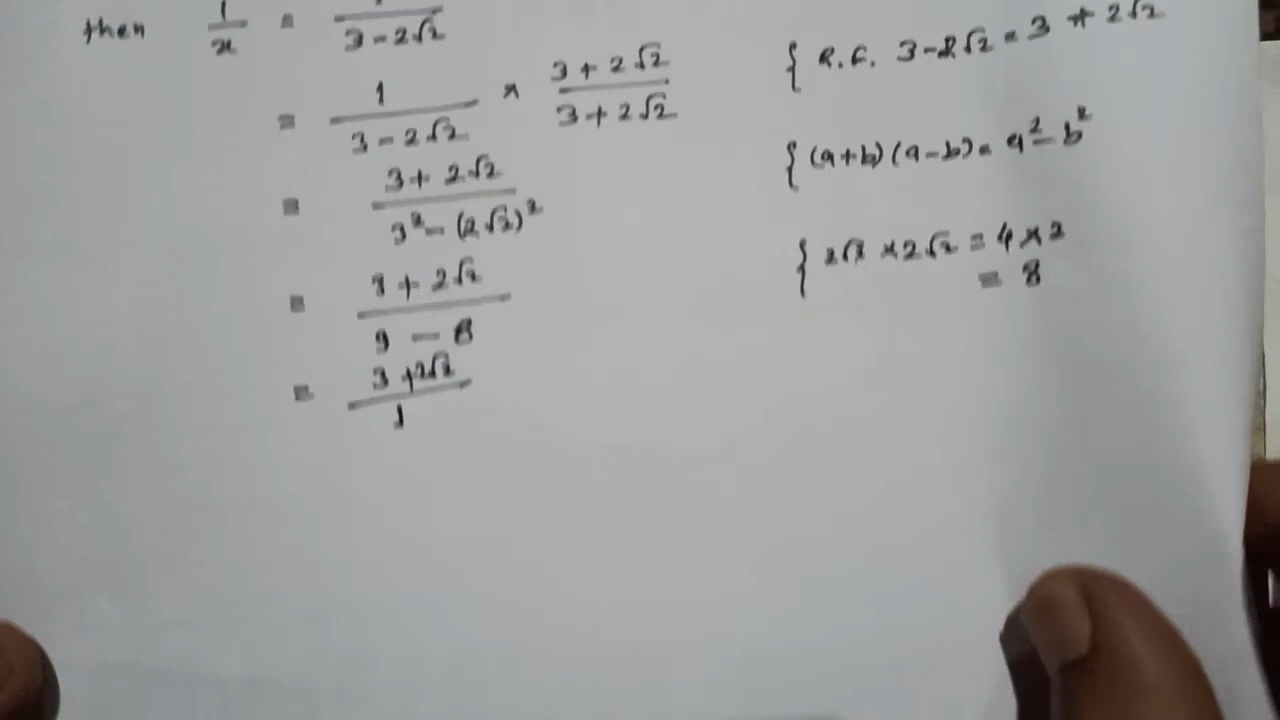 then 1/x = 1/(3 - 2√2)
= 1/(3 - 2√2) × (3 + 2√2)/(3 + 2√2)
= (3 + 2√2)/(3² - (2√2)²)
= (3 + 2√2)/(9 - 8)
= (3 + 2√2)/1
{ R.F. 3 - 2√2 = 3 + 2√2
{ (a+b)(a-b) = a² - b²
{ 2√2 × 2√2 = 4 × 2
= 8